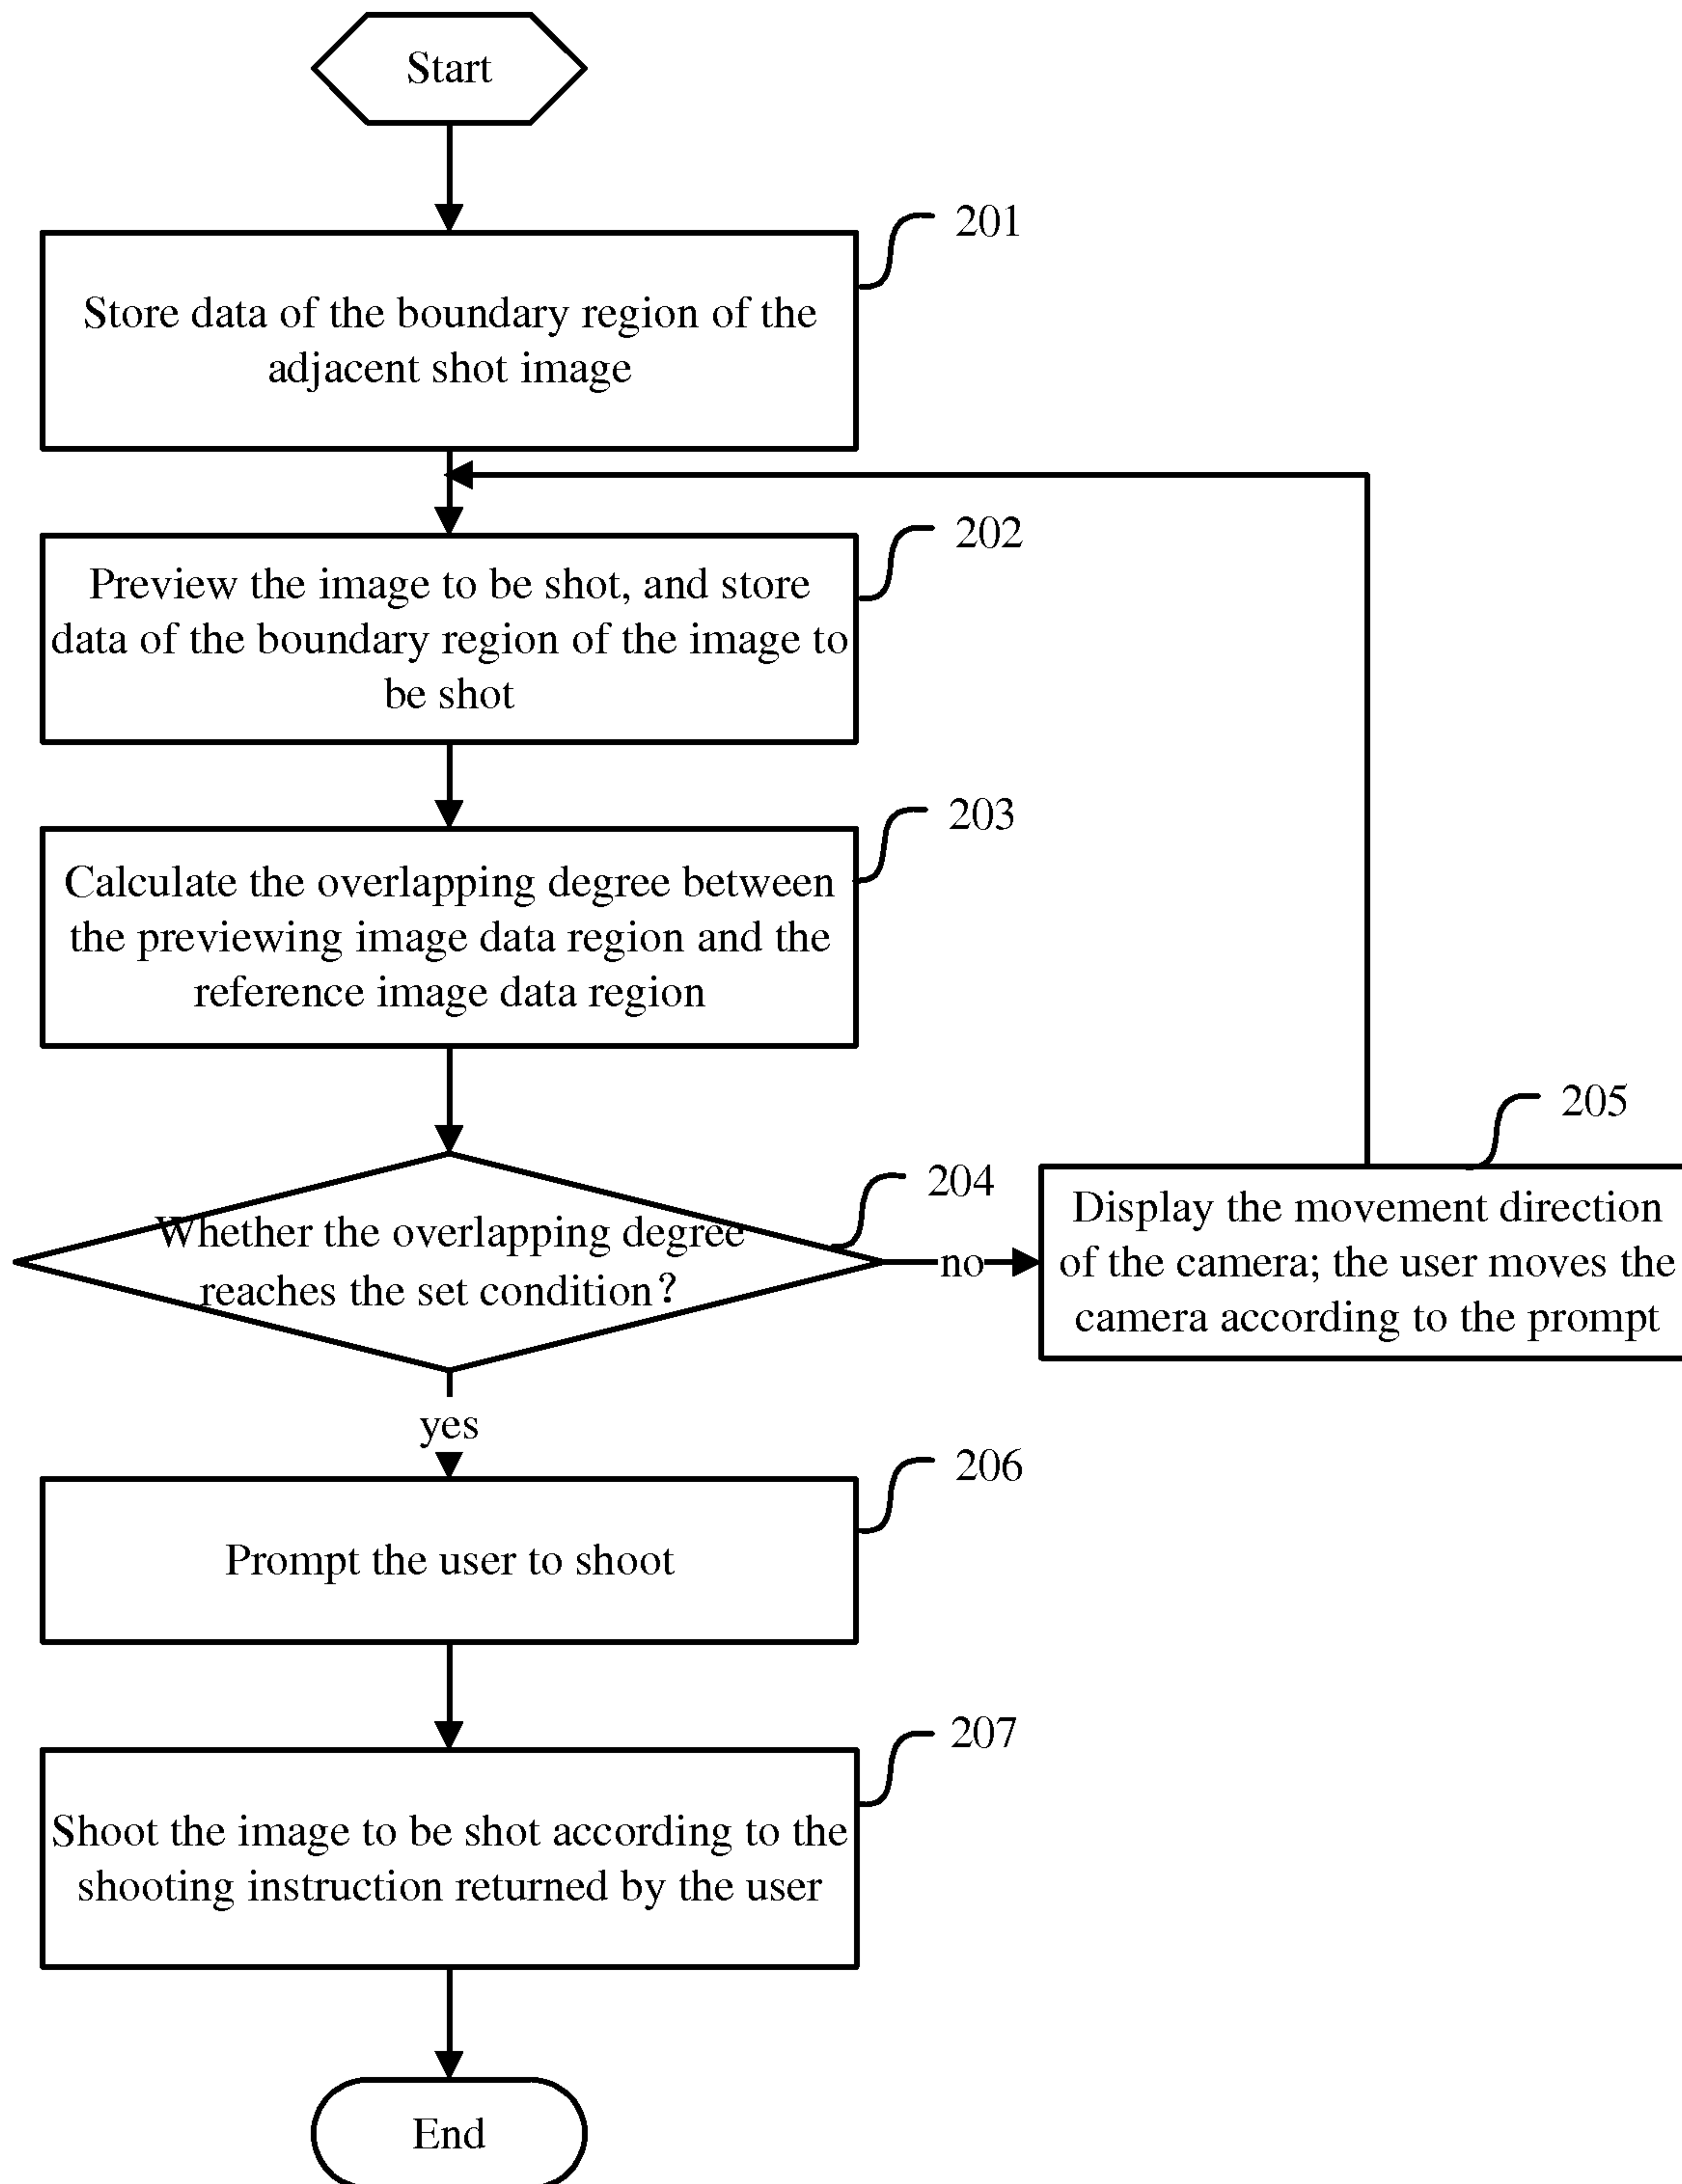 Start
201
Store data of the boundary region of the
adjacent shot image
202
Preview the image to be shot, and store
data of the boundary region of the image to
be shot
203
Calculate the overlapping degree between
the previewing image data region and the
reference image data region
204
Whether the overlapping degree
reaches the set condition?
no
205
Display the movement direction
of the camera; the user moves the
camera according to the prompt
yes
206
Prompt the user to shoot
207
Shoot the image to be shot according to the
shooting instruction returned by the user
End